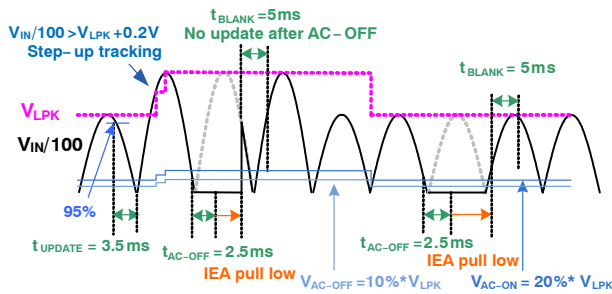 V_IN/100 > V_LPK + 0.2V
Step-up tracking
t_BLANK = 5ms
No update after AC-OFF
t_BLANK = 5ms
V_LPK
V_IN/100
95%
t_UPDATE = 3.5ms
t_AC-OFF = 2.5ms
IEA pull low
V_AC-OFF = 10%* V_LPK
t_AC-OFF = 2.5ms
IEA pull low
V_AC-ON = 20%* V_LPK